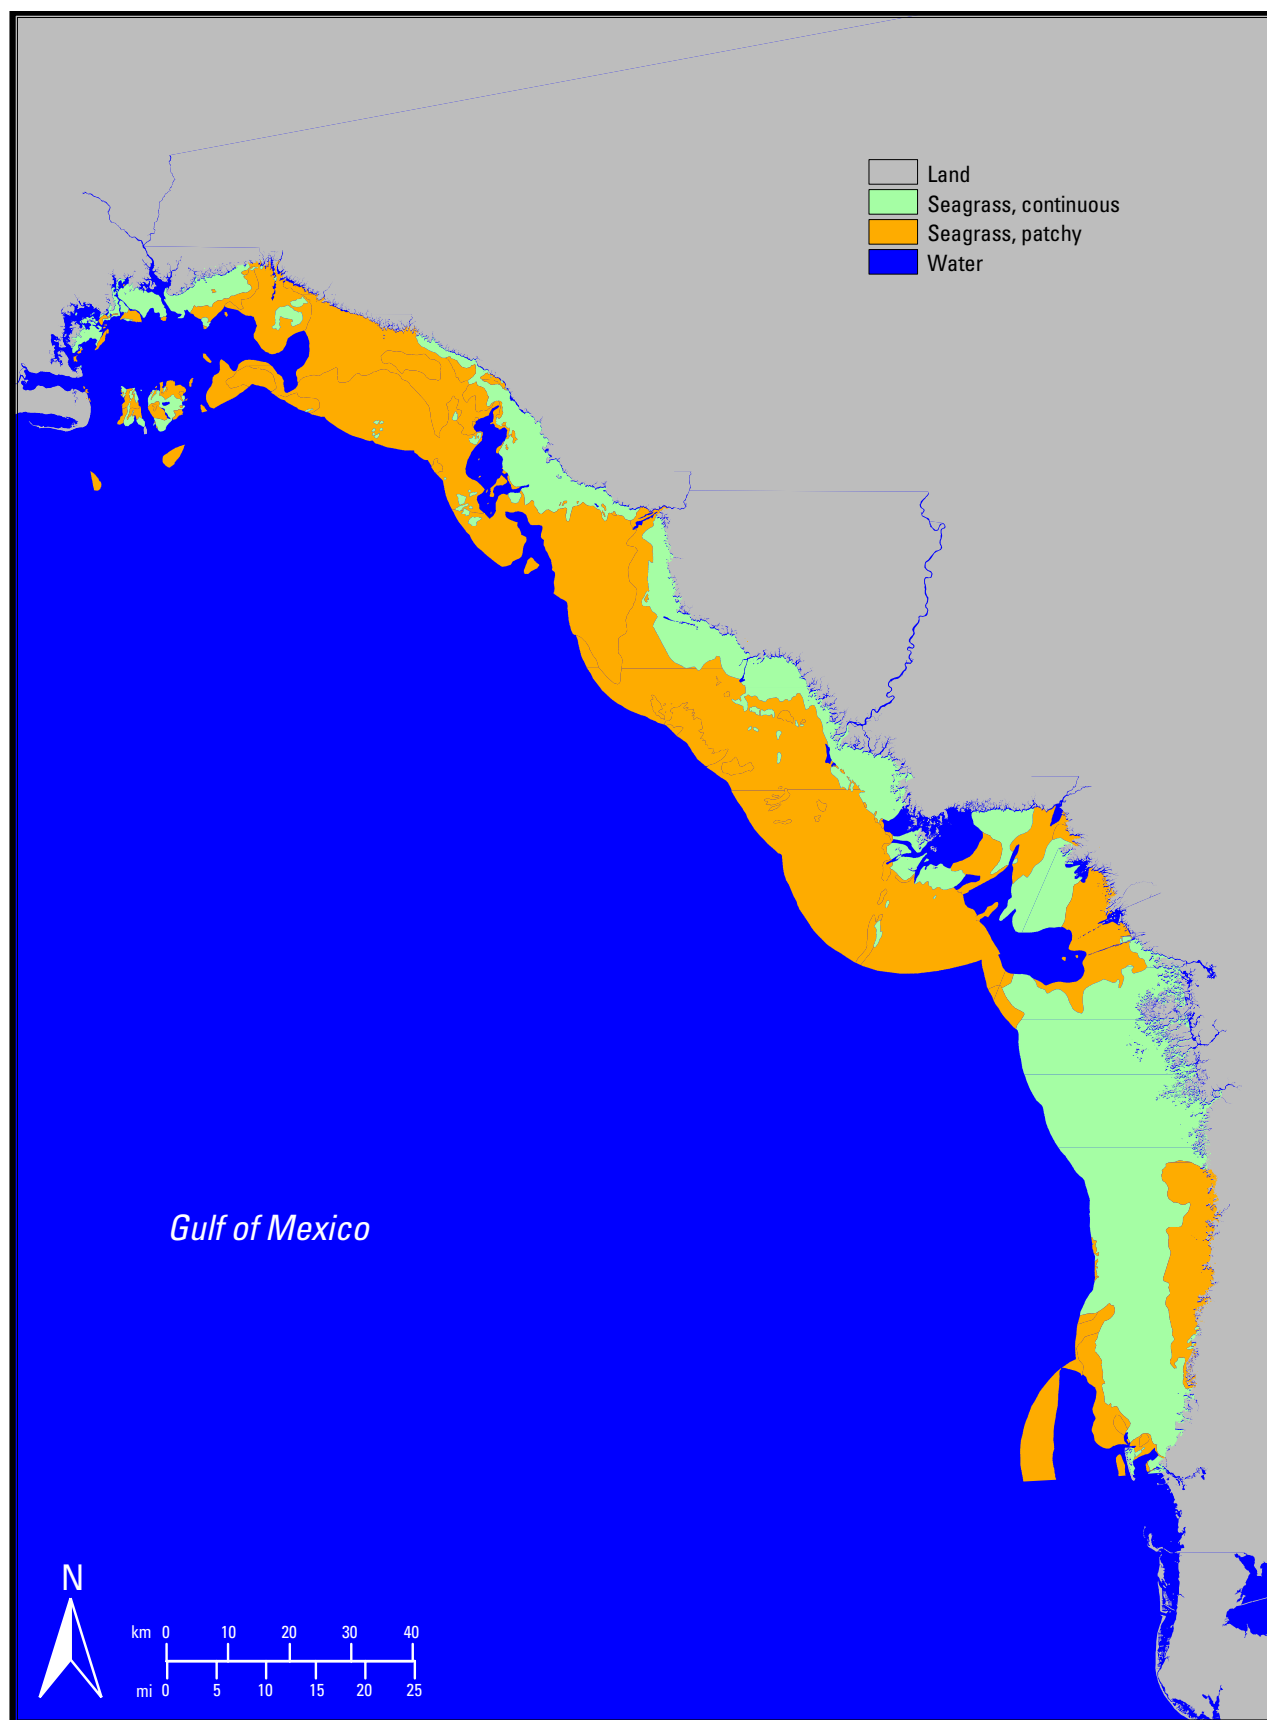 Land
Seagrass, continuous
Seagrass, patchy
Water
Gulf of Mexico
N
km 0 10 20 30 40
mi 0 5 10 15 20 25